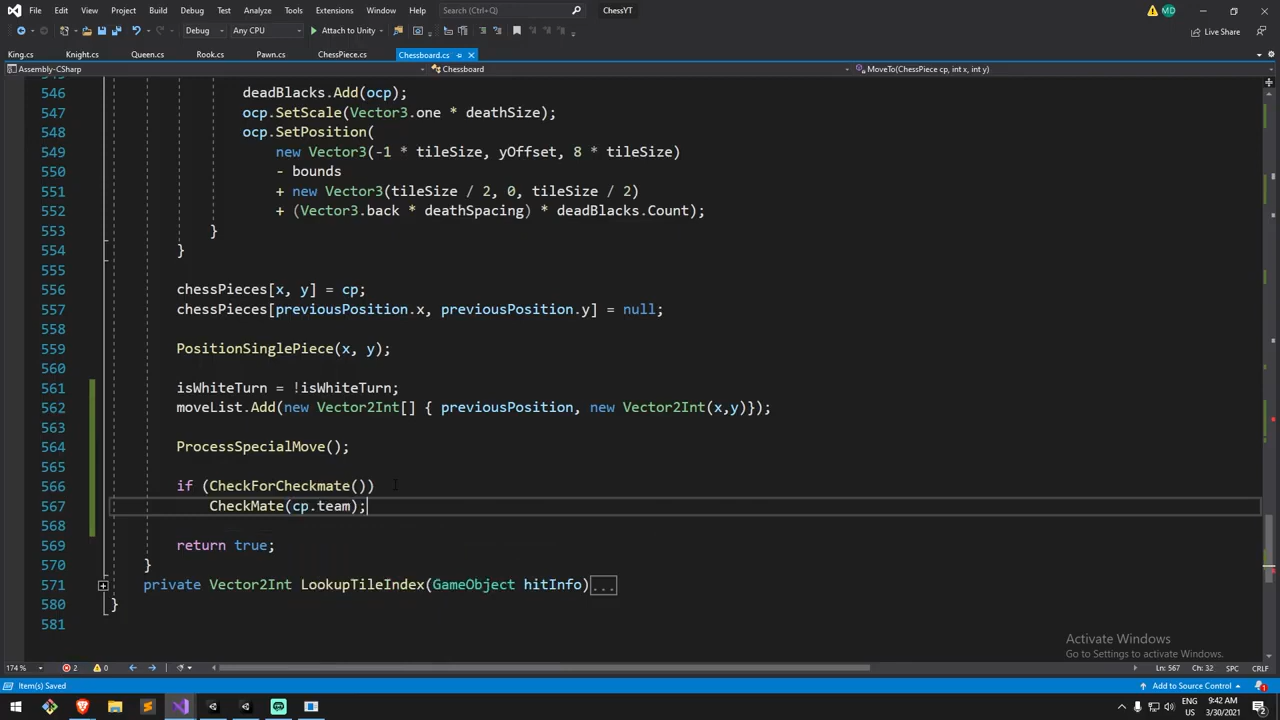 File Edit View Git Project Build Debug Test Analyze Tools Extensions Window Help Search (Ctrl+Q) ChessYT MD
Debug Any CPU Attach to Unity Live Share
King.cs Knight.cs Queen.cs Rook.cs Pawn.cs ChessPiece.cs Chessboard.cs
Assembly-CSharp Chessboard MoveTo(ChessPiece cp, int x, int y)
546 deadBlacks.Add(ocp);
547 ocp.SetScale(Vector3.one * deathSize);
548 ocp.SetPosition(
549 new Vector3(-1 * tileSize, yOffset, 8 * tileSize)
550 - bounds
551 + new Vector3(tileSize / 2, 0, tileSize / 2)
552 + (Vector3.back * deathSpacing) * deadBlacks.Count);
553 }
554 }
555
556 chessPieces[x, y] = cp;
557 chessPieces[previousPosition.x, previousPosition.y] = null;
558
559 PositionSinglePiece(x, y);
560
561 isWhiteTurn = !isWhiteTurn;
562 moveList.Add(new Vector2Int[] { previousPosition, new Vector2Int(x,y)});
563
564 ProcessSpecialMove();
565
566 if (CheckForCheckmate())
567 CheckMate(cp.team);
568
569 return true;
570 }
571 private Vector2Int LookupTileIndex(GameObject hitInfo)...
580 }
581
Activate Windows
Go to Settings to activate Windows.
174 % 2 0 Ln: 567 Ch: 32 SPC CRLF
Item(s) Saved Add to Source Control 1
ENG 9:42 AM
US 3/30/2021 2